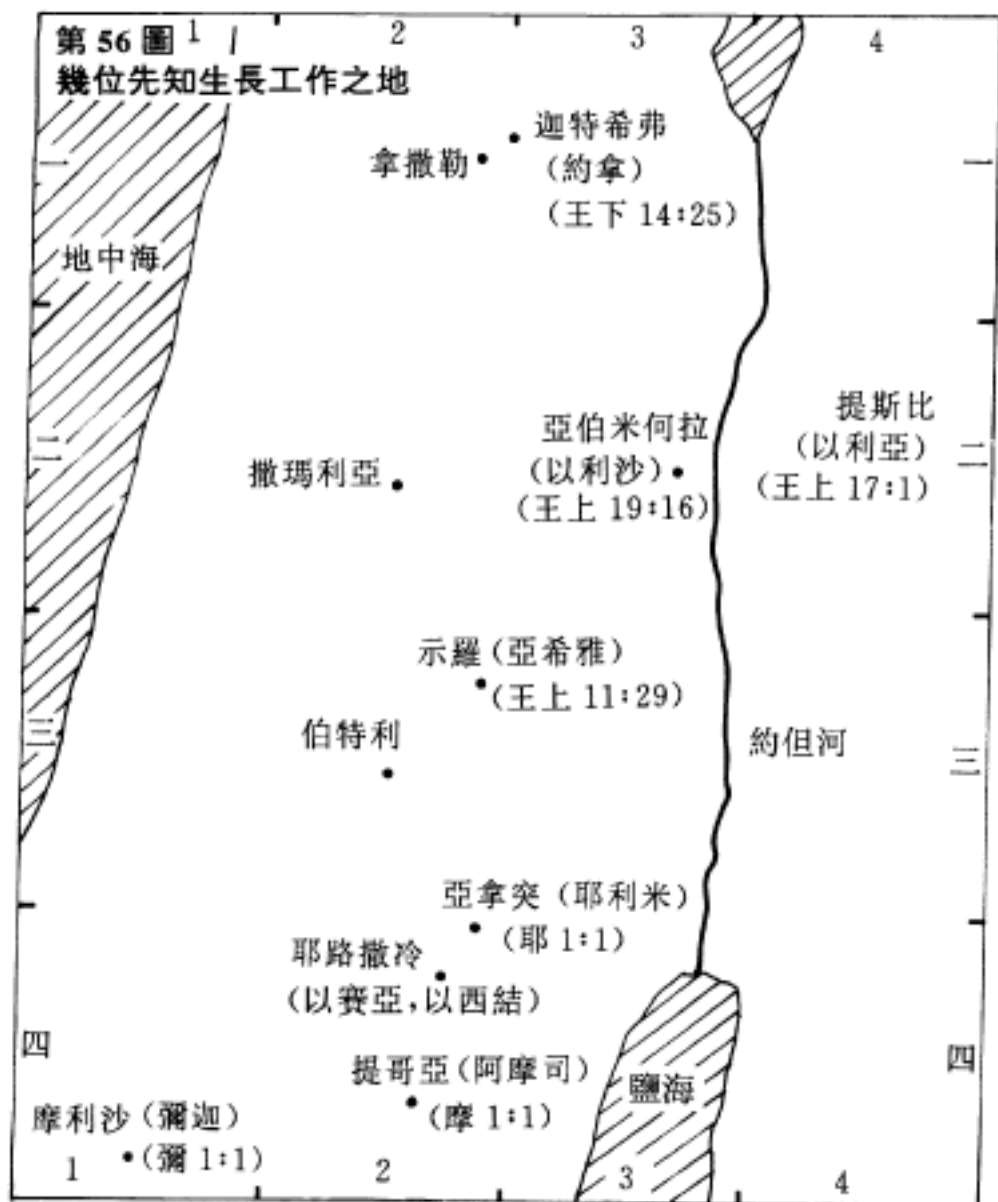 第 56 圖
幾位先知生長工作之地
1
2
3
4
迦特希弗
(約拿)
(王下 14:25)
拿撒勒
一
一
地中海
亞伯米何拉
(以利沙)
(王上 19:16)
提斯比
(以利亞)
(王上 17:1)
二
二
撒瑪利亞
示羅(亞希雅)
(王上 11:29)
三
三
伯特利
約但河
亞拿突(耶利米)
(耶 1:1)
耶路撒冷
(以賽亞,以西結)
四
四
提哥亞(阿摩司)
(摩 1:1)
鹽海
摩利沙(彌迦)
(彌 1:1)
1
2
3
4